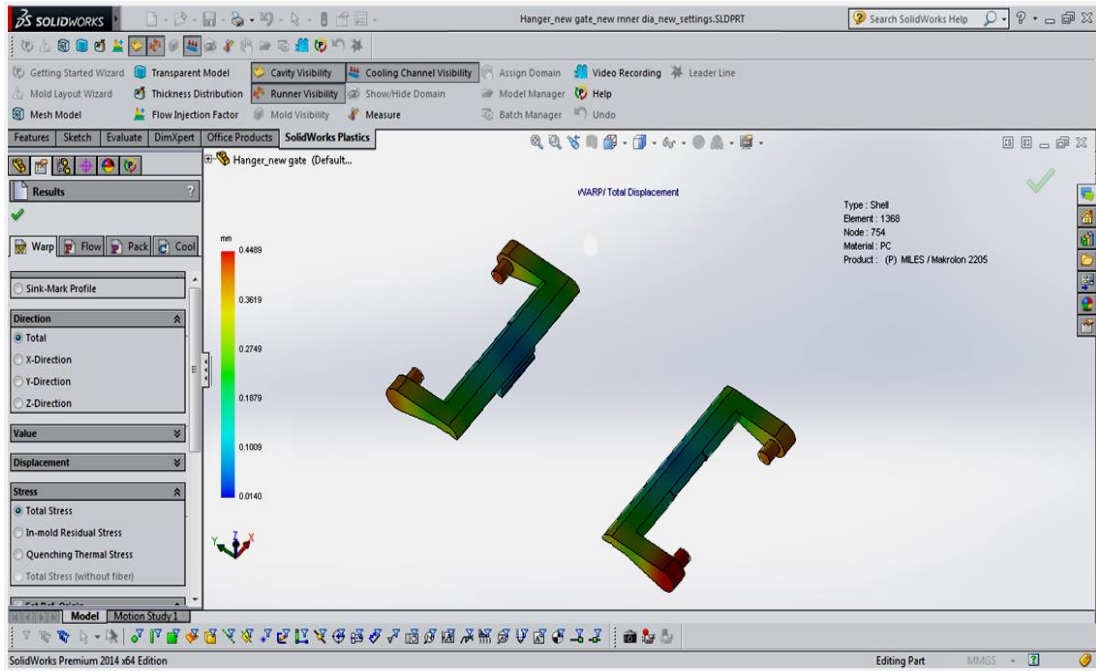 SOLIDWORKS
Hanger_new gate_new rnner dia_new_settings.SLDPRT
Search SolidWorks Help
Getting Started Wizard
Transparent Model
Cavity Visibility
Cooling Channel Visibility
Assign Domain
Video Recording
Leader Line
Mold Layout Wizard
Thickness Distribution
Runner Visibility
Show/Hide Domain
Model Manager
Help
Mesh Model
Flow Injection Factor
Mold Visibility
Measure
Batch Manager
Undo
Features
Sketch
Evaluate
DimXpert
Office Products
SolidWorks Plastics
Hanger_new gate (Default...
Results
?
Warp
Flow
Pack
Cool
Sink-Mark Profile
Direction
Total
X-Direction
Y-Direction
Z-Direction
Value
Displacement
Stress
Total Stress
In-mold Residual Stress
Quenching Thermal Stress
Total Stress (without fiber)
WARP/ Total Displacement
Type : Shell
Element : 1368
Node : 754
Material : PC
Product : (P) MILES / Makrolon 2205
mm
0.4489
0.3619
0.2749
0.1879
0.1009
0.0140
Y
Z
X
Model
Motion Study 1
SolidWorks Premium 2014 x64 Edition
Editing Part
MMGS